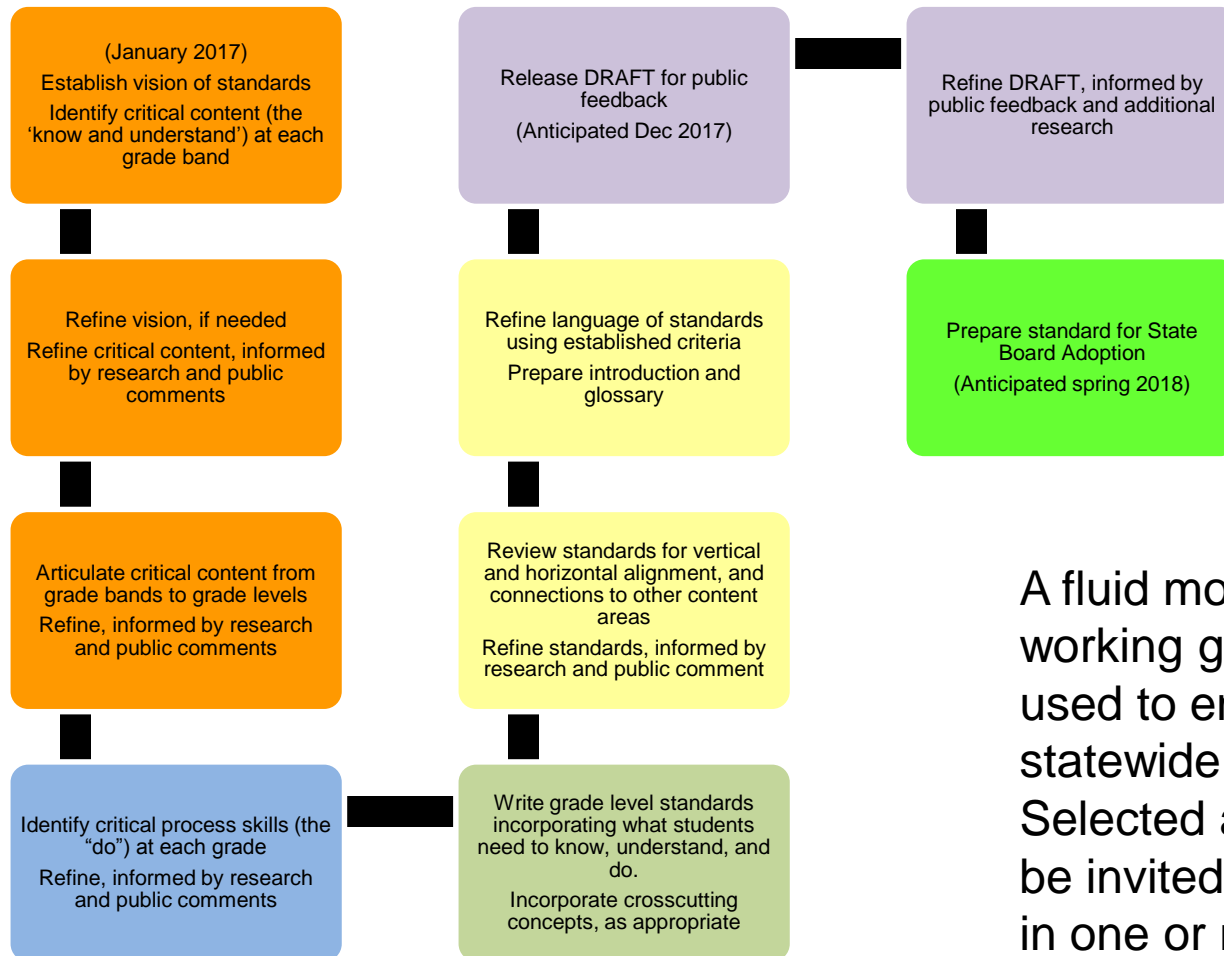 (January 2017)
Establish vision of standards
Identify critical content (the
'know and understand') at each
grade band
Refine vision, if needed
Refine critical content, informed
by research and public
comments
Articulate critical content from
grade bands to grade levels
Refine, informed by research
and public comments
Identify critical process skills (the
“do”) at each grade
Refine, informed by research
and public comments
Write grade level standards
incorporating what students
need to know, understand, and
do.
Incorporate crosscutting
concepts, as appropriate
Review standards for vertical
and horizontal alignment, and
connections to other content
areas
Refine standards, informed by
research and public comment
Refine language of standards
using established criteria
Prepare introduction and
glossary
Release DRAFT for public
feedback
(Anticipated Dec 2017)
Refine DRAFT, informed by
public feedback and additional
research
Prepare standard for State
Board Adoption
(Anticipated spring 2018)
A fluid
working
used to
statewide
Selected
be invited
in one or